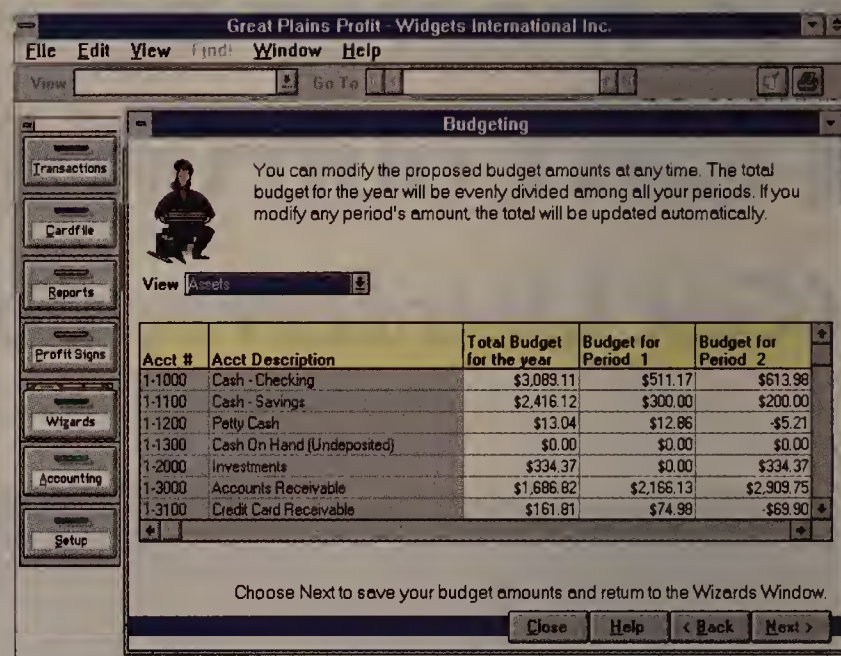 Great Plains Profit - Widgets International Inc.
File Edit View Find! Window Help
View Go To
Budgeting
Transactions
Cardfile
Reports
Profit Signs
Wizards
Accounting
Setup
You can modify the proposed budget amounts at any time. The total
budget for the year will be evenly divided among all your periods. If you
modify any period's amount, the total will be updated automatically.
View Assets
Acct # Acct Description Total Budget for the year Budget for Period 1 Budget for Period 2
1-1000 Cash - Checking $3,089.11 $511.17 $613.98
1-1100 Cash - Savings $2,416.12 $300.00 $200.00
1-1200 Petty Cash $13.04 $12.86 -$5.21
1-1300 Cash On Hand (Undeposited) $0.00 $0.00 $0.00
1-2000 Investments $334.37 $0.00 $334.37
1-3000 Accounts Receivable $1,686.82 $2,166.13 $2,909.75
1-3100 Credit Card Receivable $161.81 $74.99 -$69.90
Choose Next to save your budget amounts and return to the Wizards Window.
Close Help < Back Next >